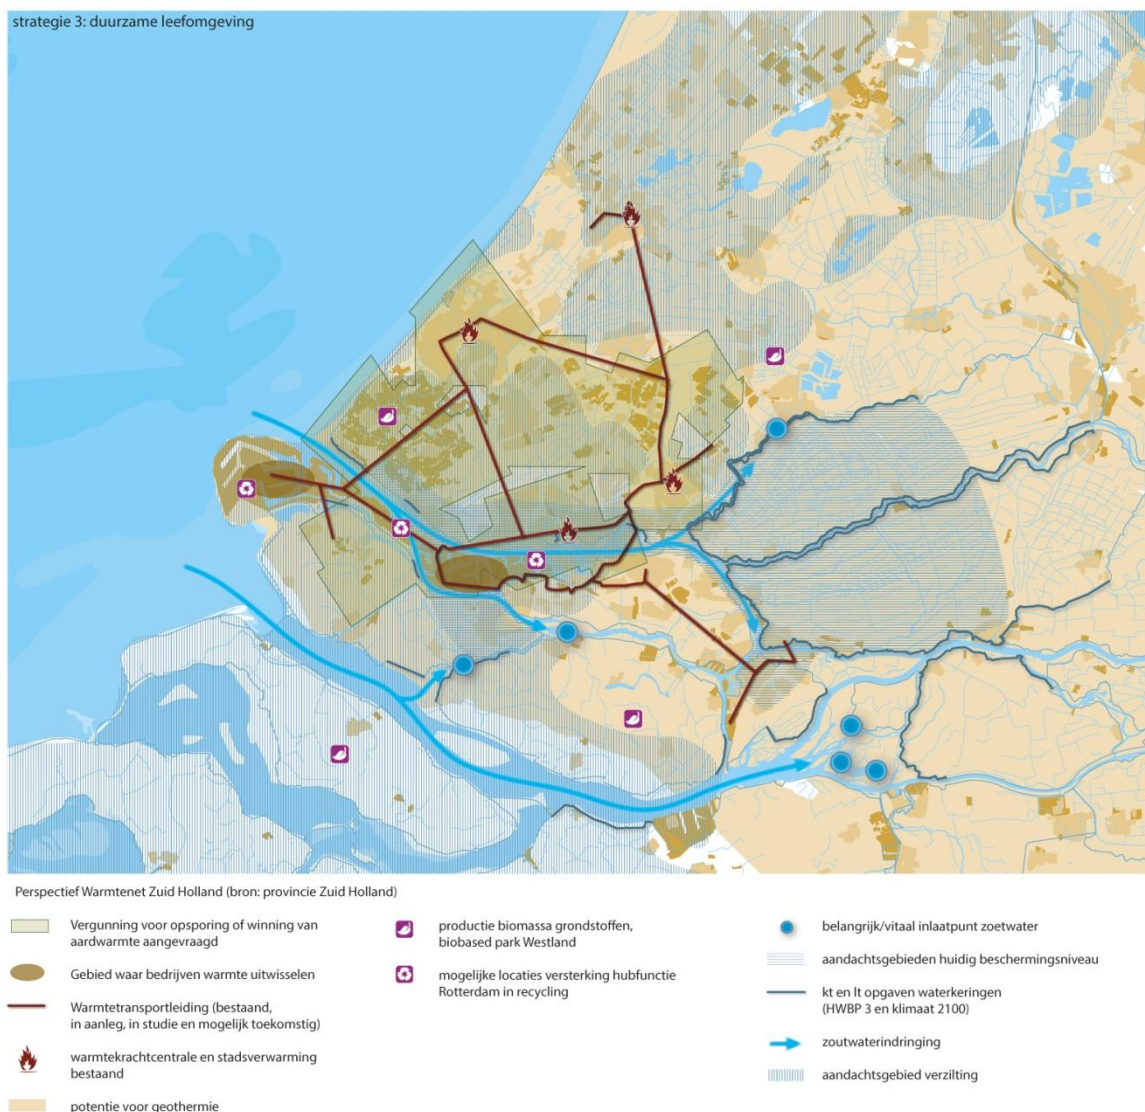 strategie 3: duurzame leefomgeving
Perspectief Warmtenet Zuid Holland (bron: provincie Zuid Holland)
Vergunning voor opsporing of winning van
aardwarmte aangevraagd
Gebied waar bedrijven warmte uitwisselen
Warmtetransportleiding (bestaand,
in aanleg, in studie en mogelijk toekomstig)
warmtekrachtcentrale en stadsverwarming
bestaand
potentie voor geothermie
productie biomassa grondstoffen,
biobased park Westland
mogelijke locaties versterking hubfunctie
Rotterdam in recycling
belangrijk/vitaal inlaatpunt zoetwater
aandachtsgebieden huidig beschermingsniveau
kt en lt opgaven waterkeringen
(HWBP 3 en klimaat 2100)
zoutwaterindringing
aandachtsgebied verzilting